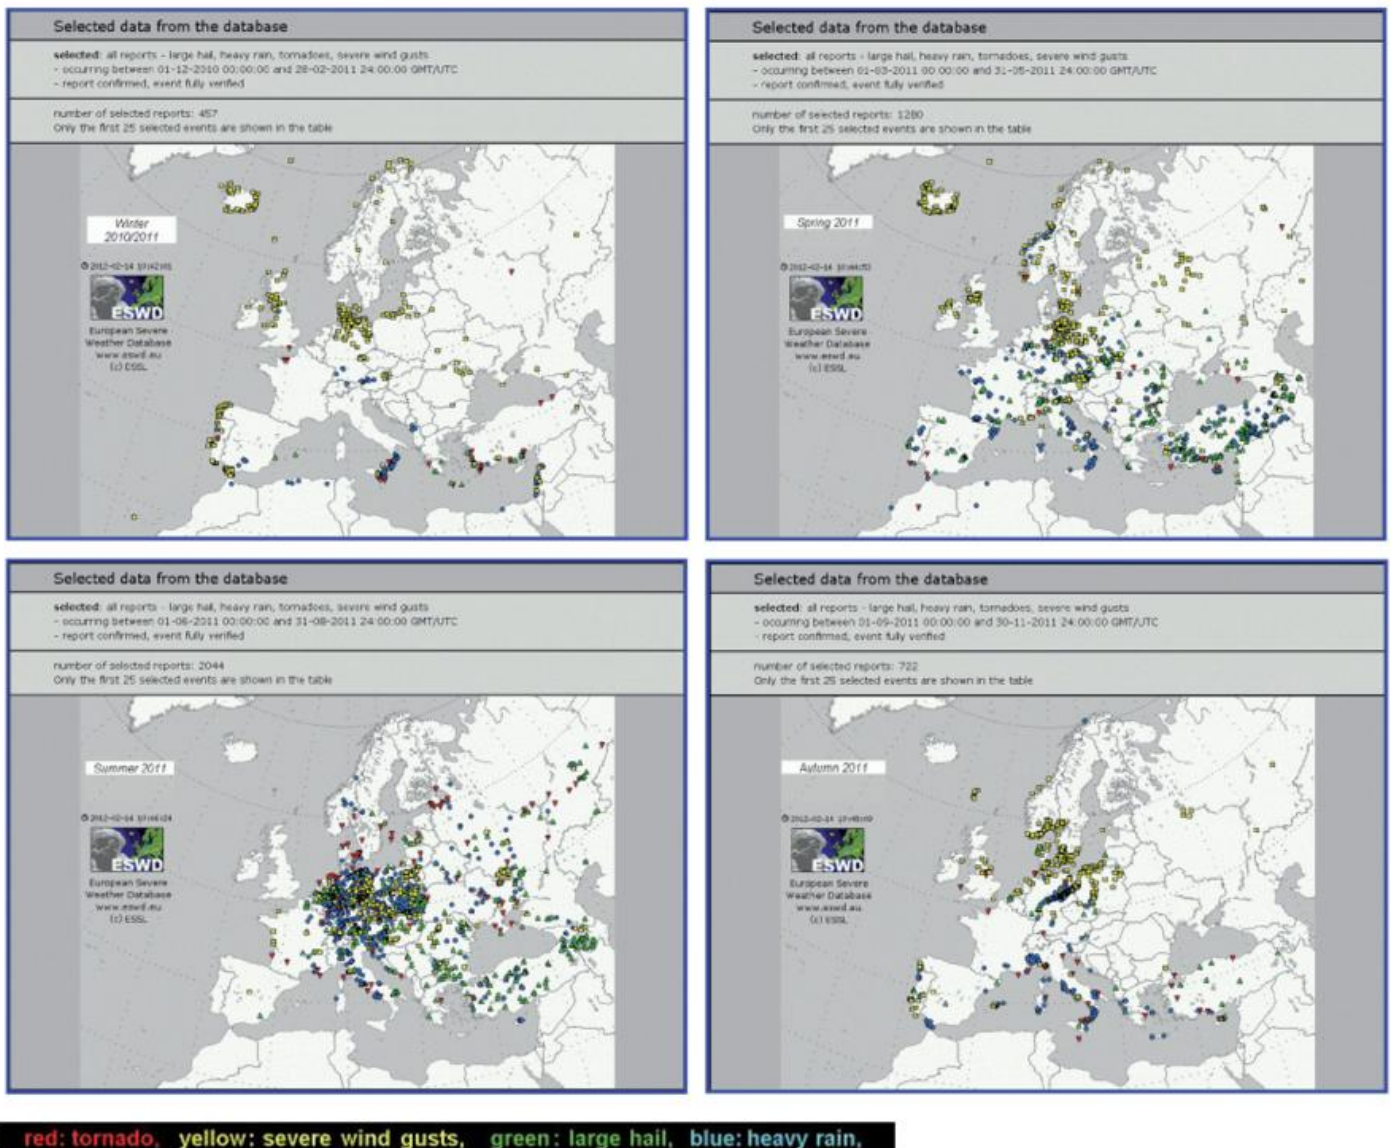 Selected data from the database
selected: all reports - large hail, heavy rain, tornadoes, severe wind gusts
- occurring between 01-12-2010 00:00:00 and 28-02-2011 24:00:00 GMT/UTC
- report confirmed, event fully verified
number of selected reports: 457
Only the first 25 selected events are shown in the table
Winter
2010/2011
2012-02-14
ESWD
European Severe
Weather Database
www.eswd.eu
(c) ESSL
Selected data from the database
selected: all reports - large hail, heavy rain, tornadoes, severe wind gusts
- occurring between 01-03-2011 00:00:00 and 31-05-2011 24:00:00 GMT/UTC
- report confirmed, event fully verified
number of selected reports: 1280
Only the first 25 selected events are shown in the table
Spring 2011
2012-02-14
ESWD
European Severe
Weather Database
www.eswd.eu
(c) ESSL
Selected data from the database
selected: all reports - large hail, heavy rain, tornadoes, severe wind gusts
- occurring between 01-06-2011 00:00:00 and 31-08-2011 24:00:00 GMT/UTC
- report confirmed, event fully verified
number of selected reports: 2044
Only the first 25 selected events are shown in the table
Summer 2011
2012-02-14
ESWD
European Severe
Weather Database
www.eswd.eu
(c) ESSL
Selected data from the database
selected: all reports - large hail, heavy rain, tornadoes, severe wind gusts
- occurring between 01-09-2011 00:00:00 and 30-11-2011 24:00:00 GMT/UTC
- report confirmed, event fully verified
number of selected reports: 722
Only the first 25 selected events are shown in the table
Autumn 2011
2012-02-14
ESWD
European Severe
Weather Database
www.eswd.eu
(c) ESSL
red: tornado, yellow: severe wind gusts, green: large hail, blue: heavy rain,